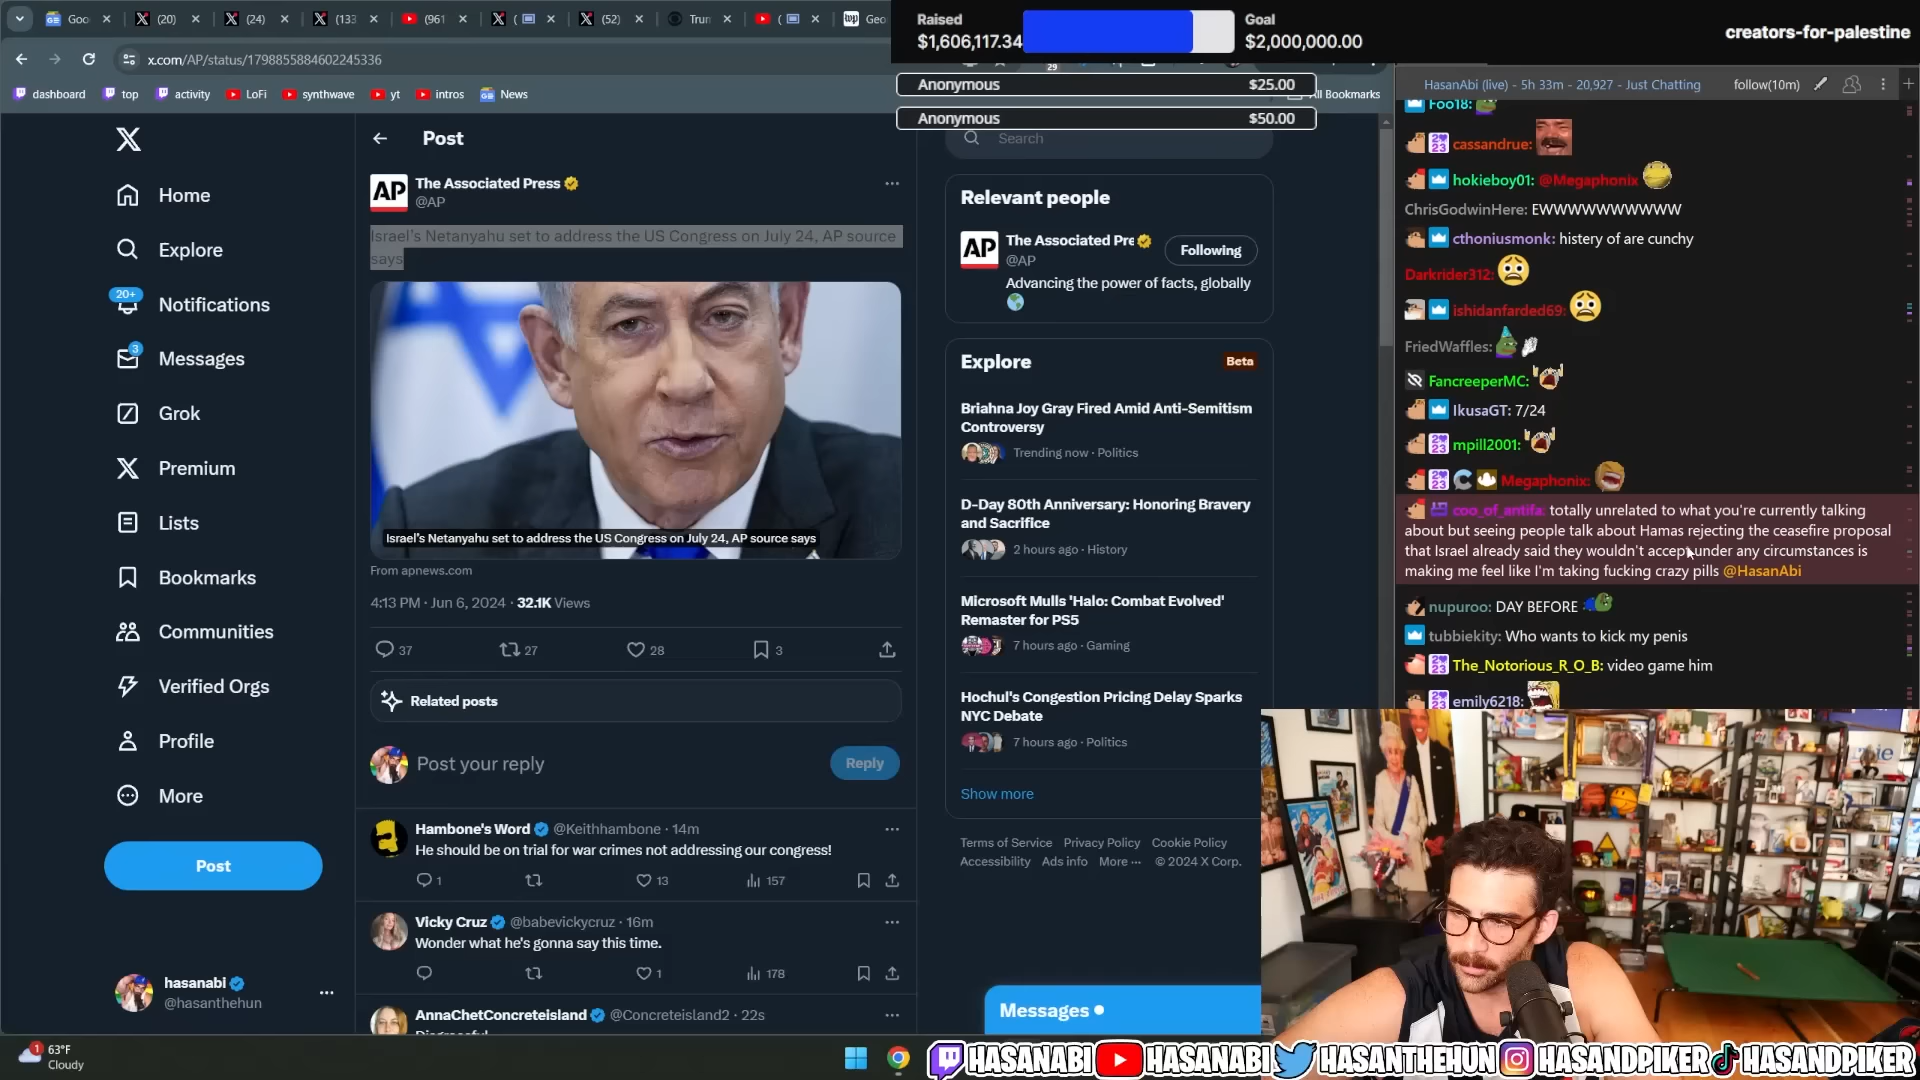 Goo
(20)
(24)
(133
(961
(
(52)
Trum
(
Geo
x.com/AP/status/1798855884602245336
dashboard
top
activity
LoFi
synthwave
yt
intros
News
29
All Bookmarks
Raised
$1,606,117.34
Goal
$2,000,000.00
creators-for-palestine
Anonymous $25.00
Anonymous $50.00
Home
Explore
20+
Notifications
3
Messages
Grok
Premium
Lists
Bookmarks
Communities
Verified Orgs
Profile
More
Post
hasanabi
@hasanthehun
Post
AP
The Associated Press
@AP
Israel's Netanyahu set to address the US Congress on July 24, AP source
says
Israel's Netanyahu set to address the US Congress on July 24, AP source says
From apnews.com
4:13 PM · Jun 6, 2024 · 32.1K Views
37
27
28
3
Related posts
Post your reply
Reply
Hambone's Word @Keithhambone · 14m
He should be on trial for war crimes not addressing our congress!
1
13
157
Vicky Cruz @babevickycruz · 16m
Wonder what he's gonna say this time.
1
178
AnnaChetConcreteisland @Concreteisland2 · 22s
Search
Relevant people
AP
The Associated Pre
@AP
Following
Advancing the power of facts, globally
Explore
Beta
Briahna Joy Gray Fired Amid Anti-Semitism
Controversy
Trending now · Politics
D-Day 80th Anniversary: Honoring Bravery
and Sacrifice
2 hours ago · History
Microsoft Mulls 'Halo: Combat Evolved'
Remaster for PS5
7 hours ago · Gaming
Hochul's Congestion Pricing Delay Sparks
NYC Debate
7 hours ago · Politics
Show more
Terms of Service Privacy Policy Cookie Policy
Accessibility Ads info More ··· © 2024 X Corp.
Messages
HasanAbi (live) - 5h 33m - 20,927 - Just Chatting
follow(10m)
Foo18:
cassandrue:
hokieboy01: @Megaphonix
ChrisGodwinHere: EWWWWWWWWWW
cthoniusmonk: histery of are cunchy
Darkrider312:
ishidanfarded69:
FriedWaffles:
FancreeperMC:
IkusaGT: 7/24
mpill2001:
Megaphonix:
coo_of_antifa: totally unrelated to what you're currently talking
about but seeing people talk about Hamas rejecting the ceasefire proposal
that Israel already said they wouldn't accept under any circumstances is
making me feel like I'm taking fucking crazy pills @HasanAbi
nupuroo: DAY BEFORE
tubbiekity: Who wants to kick my penis
The_Notorious_R_O_B: video game him
emily6218:
1
63°F
Cloudy
HASANABI HASANABI HASANTHEHUN HASANDPIKER HASANDPIKER